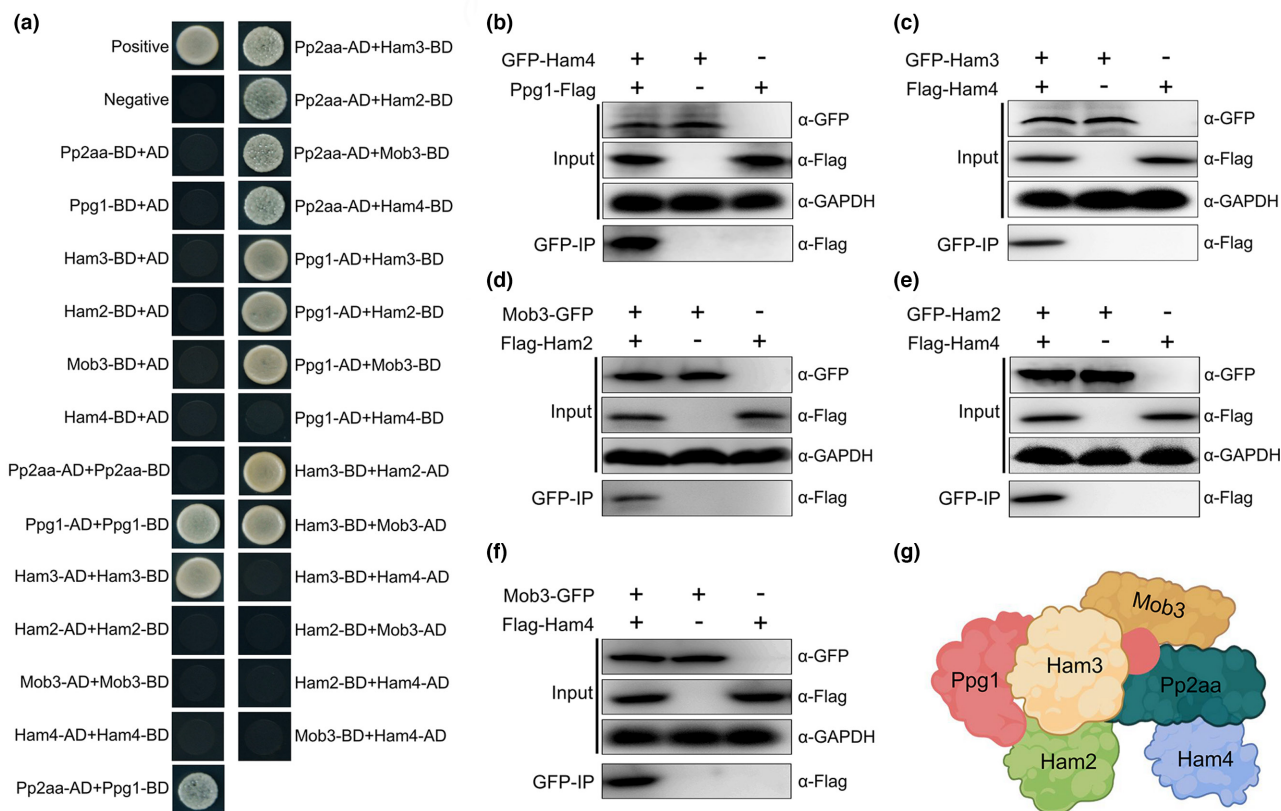 (a)
Positive
Negative
Pp2aa-BD+AD
Ppg1-BD+AD
Ham3-BD+AD
Ham2-BD+AD
Mob3-BD+AD
Ham4-BD+AD
Pp2aa-AD+Pp2aa-BD
Ppg1-AD+Ppg1-BD
Ham3-AD+Ham3-BD
Ham2-AD+Ham2-BD
Mob3-AD+Mob3-BD
Ham4-AD+Ham4-BD
Pp2aa-AD+Ppg1-BD
Pp2aa-AD+Ham3-BD
Pp2aa-AD+Ham2-BD
Pp2aa-AD+Mob3-BD
Pp2aa-AD+Ham4-BD
Ppg1-AD+Ham3-BD
Ppg1-AD+Ham2-BD
Ppg1-AD+Mob3-BD
Ppg1-AD+Ham4-BD
Ham3-BD+Ham2-AD
Ham3-BD+Mob3-AD
Ham3-BD+Ham4-AD
Ham2-BD+Mob3-AD
Ham2-BD+Ham4-AD
Mob3-BD+Ham4-AD
(b)
GFP-Ham4 + + -
Ppg1-Flag + - +
α-GFP
Input α-Flag
α-GAPDH
GFP-IP α-Flag
(c)
GFP-Ham3 + + -
Flag-Ham4 + - +
α-GFP
Input α-Flag
α-GAPDH
GFP-IP α-Flag
(d)
Mob3-GFP + + -
Flag-Ham2 + - +
α-GFP
Input α-Flag
α-GAPDH
GFP-IP α-Flag
(e)
GFP-Ham2 + + -
Flag-Ham4 + - +
α-GFP
Input α-Flag
α-GAPDH
GFP-IP α-Flag
(f)
Mob3-GFP + + -
Flag-Ham4 + - +
α-GFP
Input α-Flag
α-GAPDH
GFP-IP α-Flag
(g)
Mob3
Ham3
Ppg1
Pp2aa
Ham2
Ham4